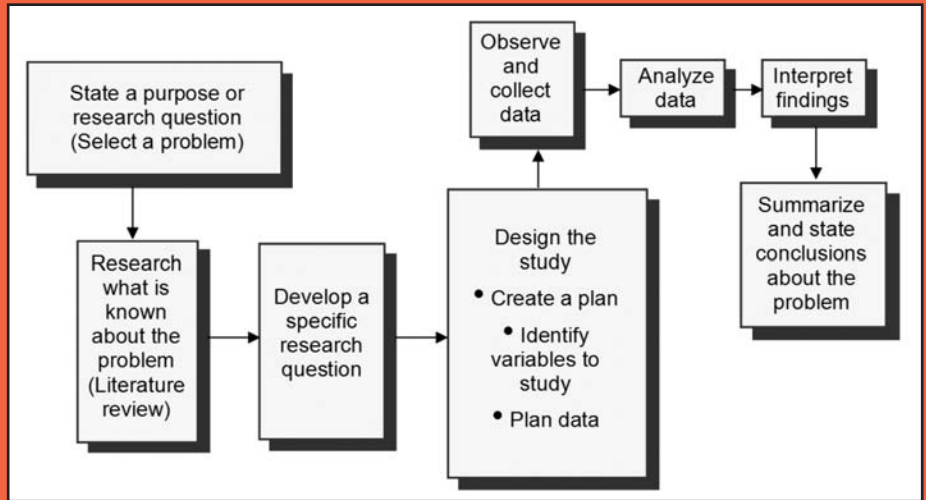 State a purpose or
research question
(Select a problem)
Research
what is
known
about the
problem
(Literature
review)
Develop a
specific
research
question
Design the
study
• Create a plan
• Identify
variables to
study
• Plan data
Observe
and
collect
data
Analyze
data
Interpret
findings
Summarize
and state
conclusions
about the
problem